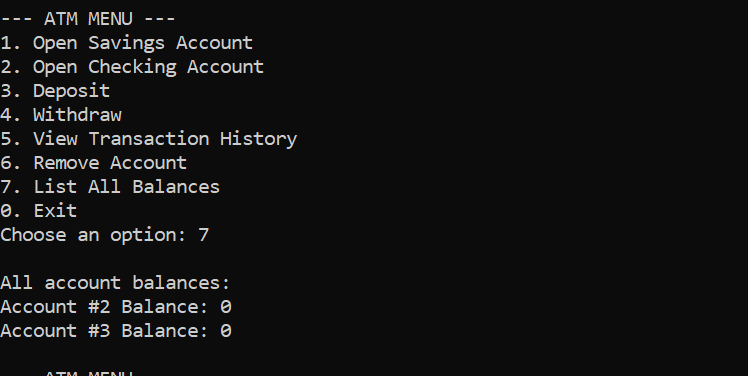 --- ATM MENU ---
1. Open Savings Account
2. Open Checking Account
3. Deposit
4. Withdraw
5. View Transaction History
6. Remove Account
7. List All Balances
0. Exit
Choose an option: 7
All account balances:
Account #2 Balance: 0
Account #3 Balance: 0
ATM MENU